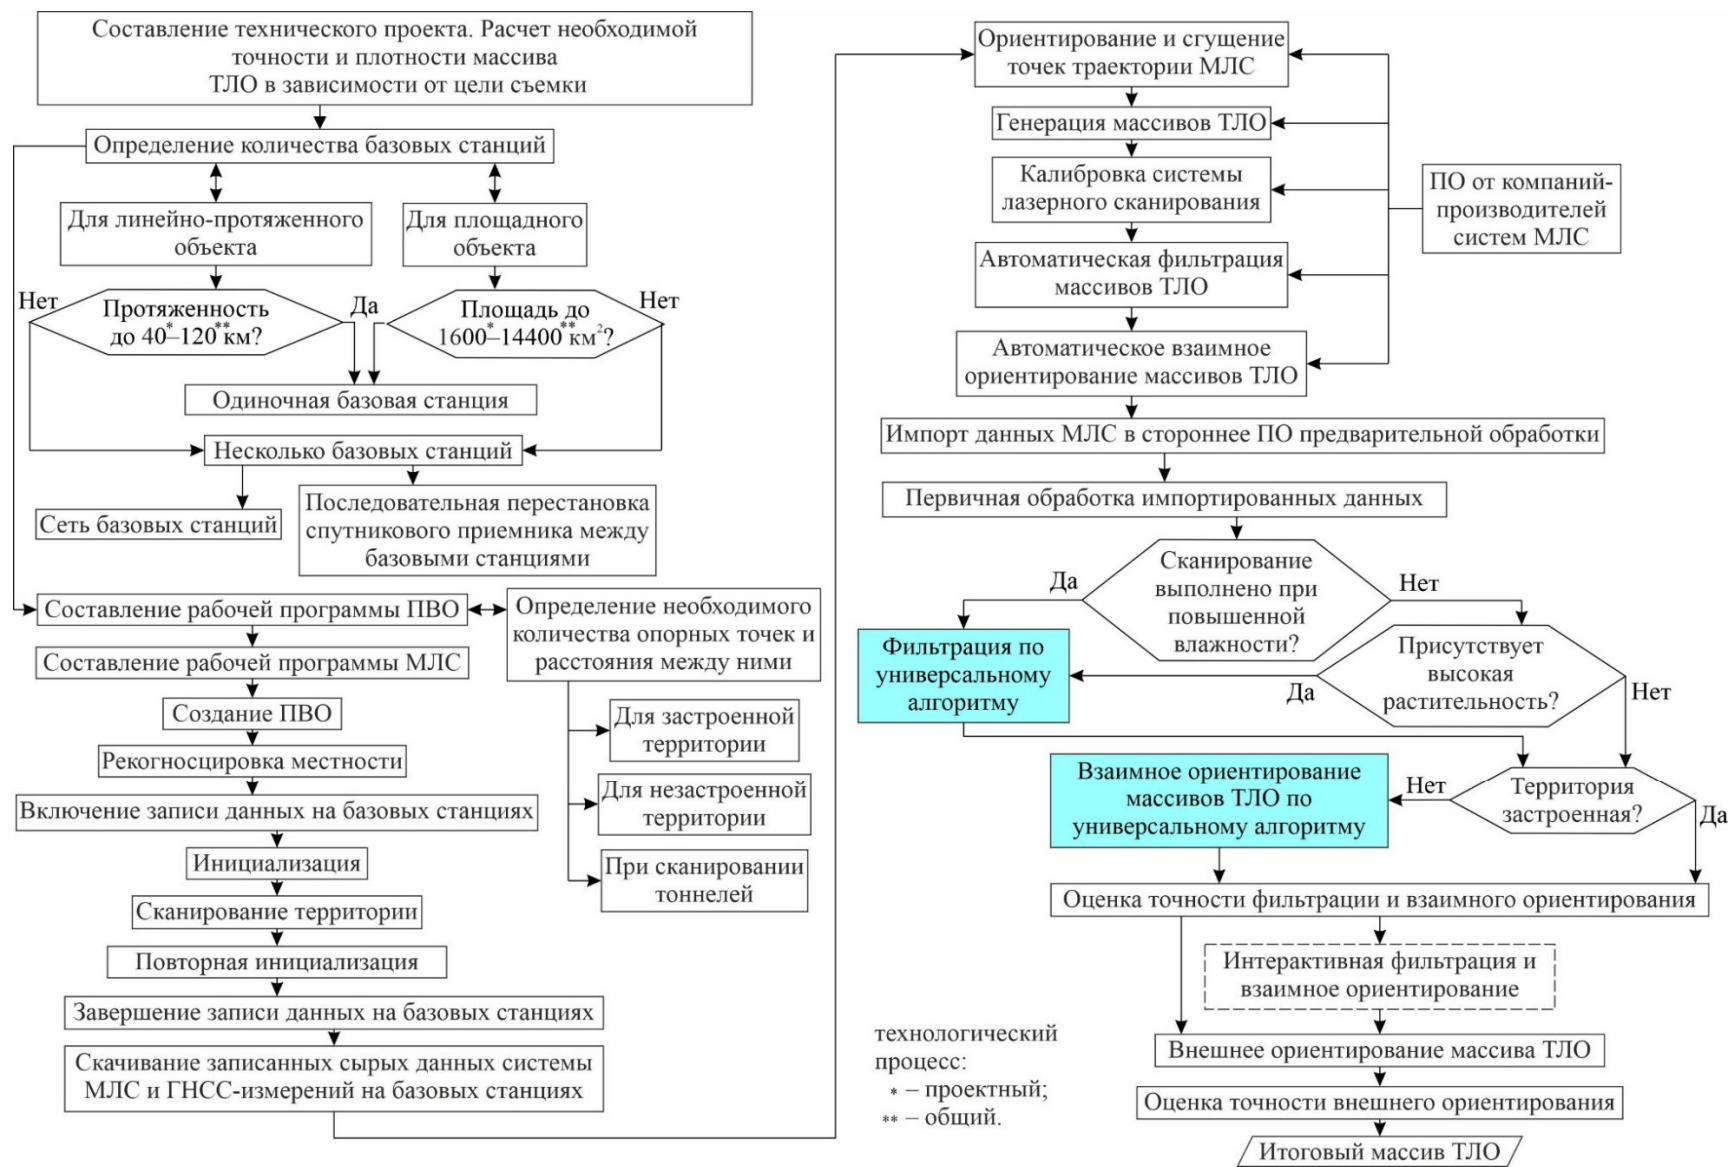 Составление технического проекта. Расчет необходимой
точности и плотности массива
ТЛО в зависимости от цели съемки
Определение количества базовых станций
Для линейно-протяженного
объекта
Для площадного
объекта
Нет
Протяженность
до 40*–120**км?
Да
Площадь до
1600*–14400**км²?
Нет
Одиночная базовая станция
Несколько базовых станций
Сеть базовых станций
Последовательная перестановка
спутникового приемника между
базовыми станциями
Составление рабочей программы ПВО
Определение необходимого
количества опорных точек и
расстояния между ними
Для застроенной
территории
Для незастроенной
территории
При сканировании
тоннелей
Составление рабочей программы МЛС
Создание ПВО
Рекогносцировка местности
Включение записи данных на базовых станциях
Инициализация
Сканирование территории
Повторная инициализация
Завершение записи данных на базовых станциях
Скачивание записанных сырых данных системы
МЛС и ГНСС-измерений на базовых станциях
Ориентирование и сгущение
точек траектории МЛС
Генерация массивов ТЛО
Калибровка системы
лазерного сканирования
Автоматическая фильтрация
массивов ТЛО
Автоматическое взаимное
ориентирование массивов ТЛО
ПО от компаний-
производителей
систем МЛС
Импорт данных МЛС в стороннее ПО предварительной обработки
Первичная обработка импортированных данных
Да
Сканирование
выполнено при
повышенной
влажности?
Нет
Фильтрация по
универсальному
алгоритму
Да
Присутствует
высокая
растительность?
Нет
Взаимное ориентирование
массивов ТЛО по
универсальному алгоритму
Нет
Территория
застроенная?
Да
Оценка точности фильтрации и взаимного ориентирования
Интерактивная фильтрация и
взаимное ориентирование
Внешнее ориентирование массива ТЛО
Оценка точности внешнего ориентирования
Итоговый массив ТЛО
технологический
процесс:
* – проектный;
** – общий.